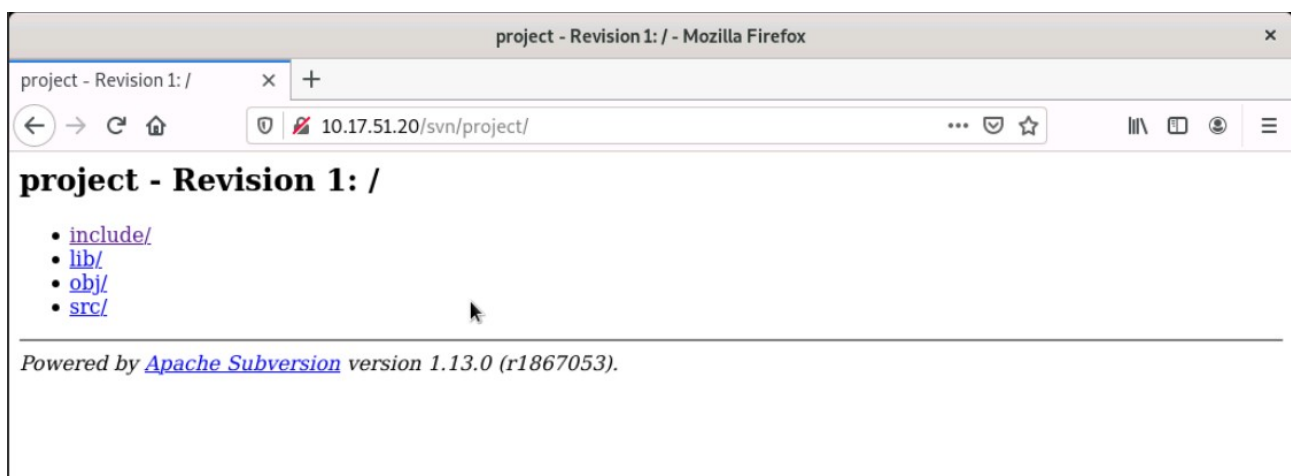 project - Revision 1: / - Mozilla Firefox
project - Revision 1: /
10.17.51.20/svn/project/
project - Revision 1: /
include/
lib/
obj/
src/
Powered by Apache Subversion version 1.13.0 (r1867053).